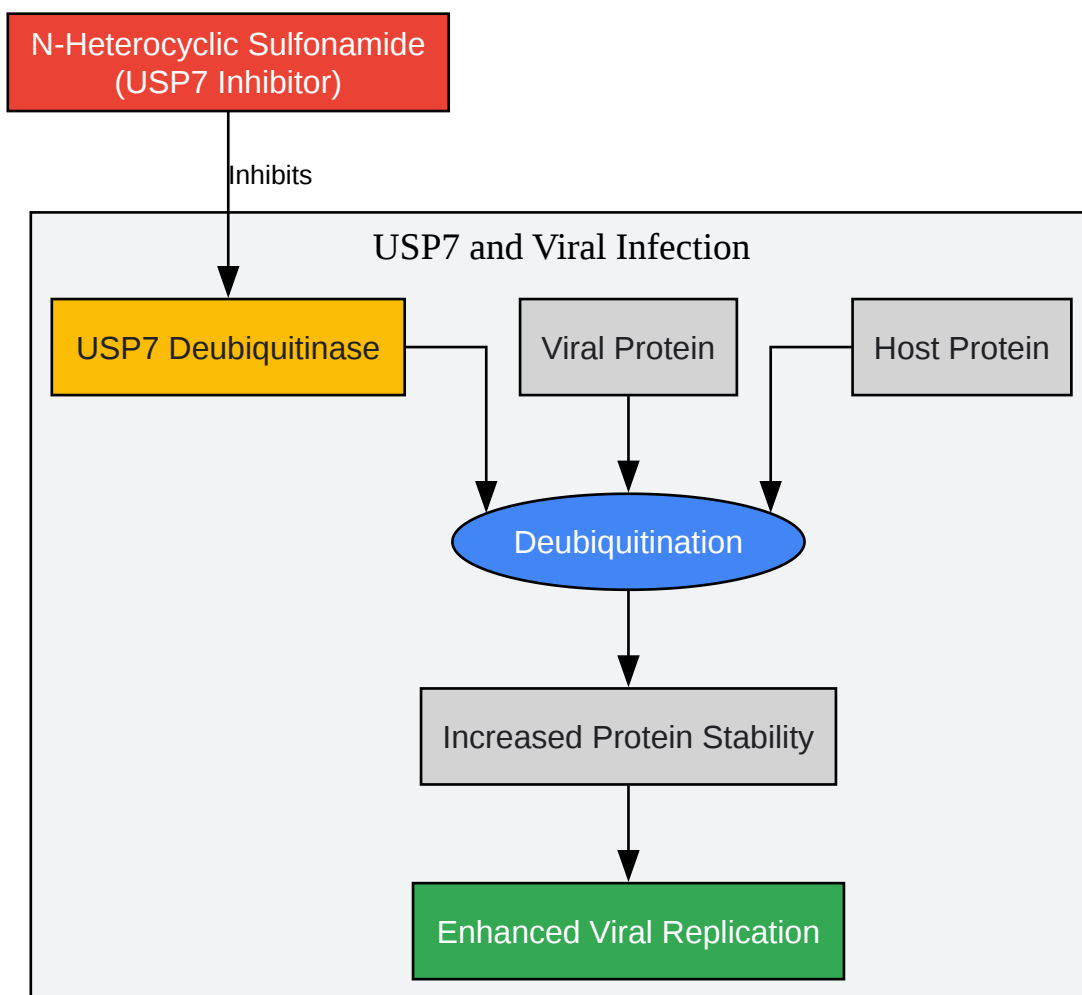 N-Heterocyclic Sulfonamide
(USP7 Inhibitor)
Inhibits
USP7 and Viral Infection
USP7 Deubiquitinase
Viral Protein
Host Protein
Deubiquitination
Increased Protein Stability
Enhanced Viral Replication